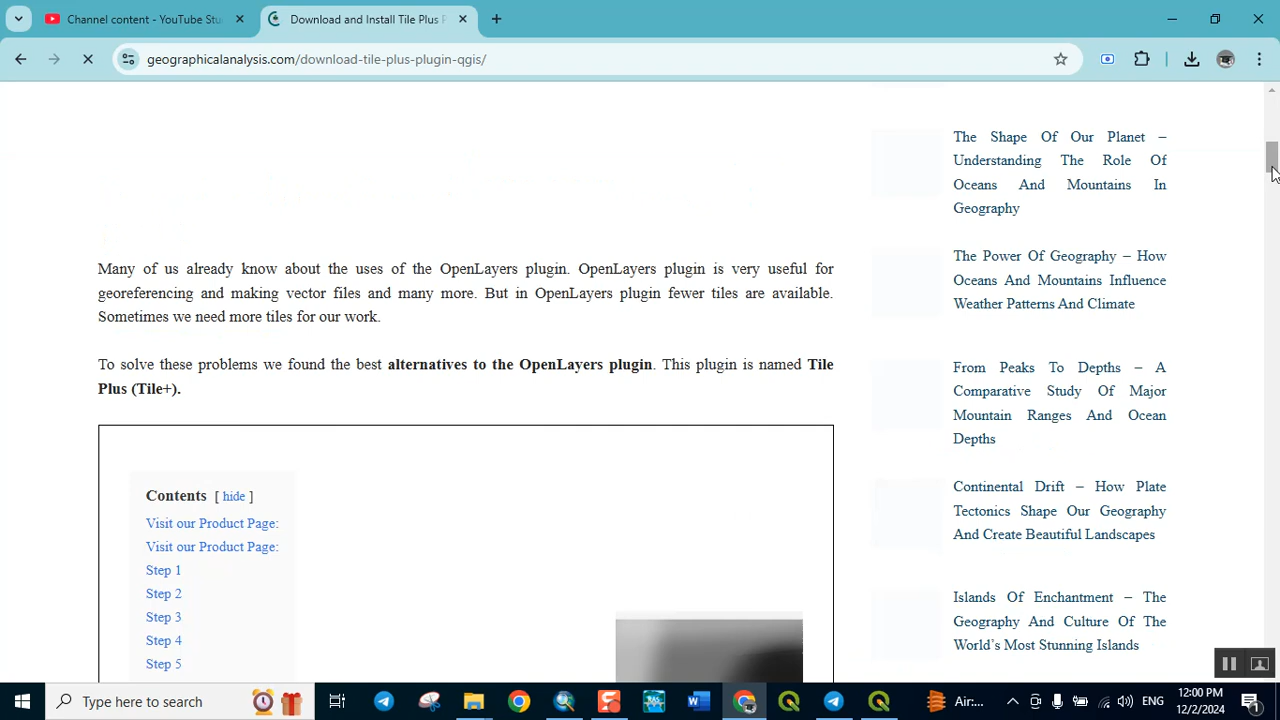 Channel content - YouTube Stu
Download and Install Tile Plus P
geographicalanalysis.com/download-tile-plus-plugin-qgis/
Many of us already know about the uses of the OpenLayers plugin. OpenLayers plugin is very useful for
georeferencing and making vector files and many more. But in OpenLayers plugin fewer tiles are available.
Sometimes we need more tiles for our work.
To solve these problems we found the best alternatives to the OpenLayers plugin. This plugin is named Tile
Plus (Tile+).
Contents [ hide ]
Visit our Product Page:
Visit our Product Page:
Step 1
Step 2
Step 3
Step 4
Step 5
The Shape Of Our Planet –
Understanding The Role Of
Oceans And Mountains In
Geography
The Power Of Geography – How
Oceans And Mountains Influence
Weather Patterns And Climate
From Peaks To Depths – A
Comparative Study Of Major
Mountain Ranges And Ocean
Depths
Continental Drift – How Plate
Tectonics Shape Our Geography
And Create Beautiful Landscapes
Islands Of Enchantment – The
Geography And Culture Of The
World's Most Stunning Islands
Type here to search
Air:...
ENG
12:00 PM
12/2/2024
1